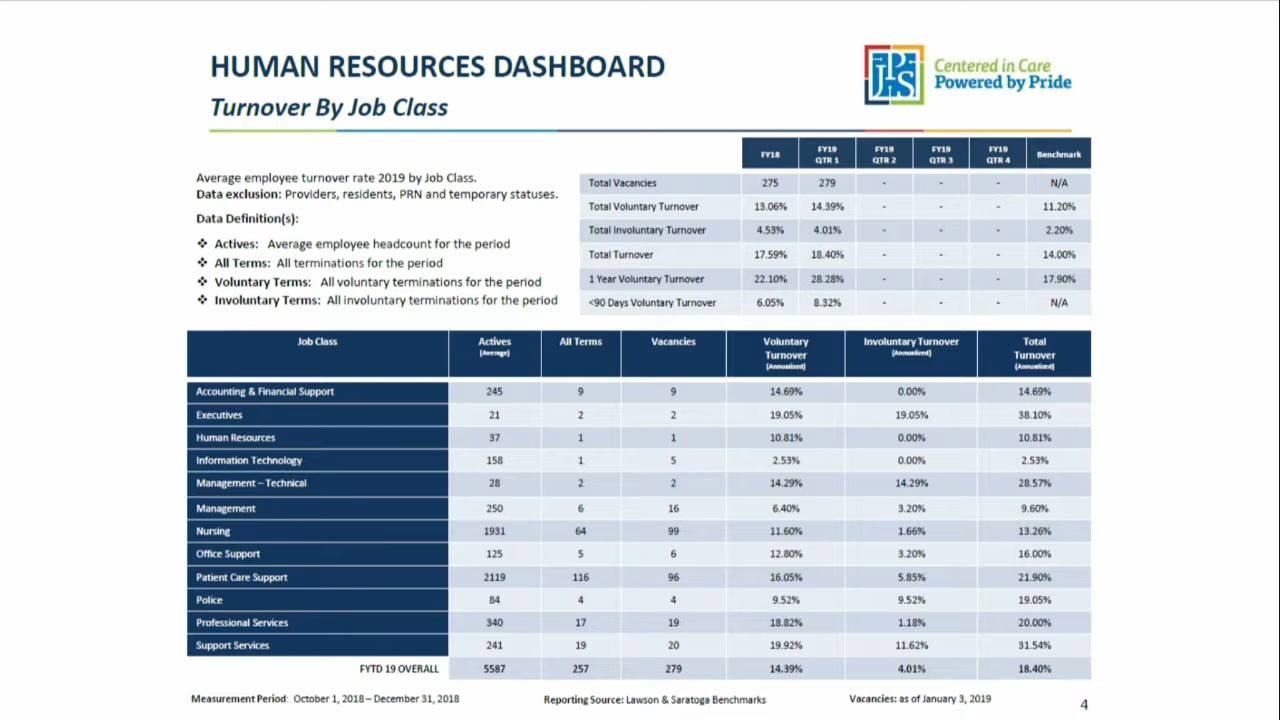 HUMAN RESOURCES DASHBOARD
Turnover By Job Class
JPS
Centered in Care
Powered by Pride
Average employee turnover rate 2019 by Job Class.
Data exclusion: Providers, residents, PRN and temporary statuses.
Data Definition(s):
❖ Actives: Average employee headcount for the period
❖ All Terms: All terminations for the period
❖ Voluntary Terms: All voluntary terminations for the period
❖ Involuntary Terms: All involuntary terminations for the period
FY18 FY19 QTR 1 FY19 QTR 2 FY19 QTR 3 FY19 QTR 4 Benchmark
Total Vacancies 275 279 - - - N/A
Total Voluntary Turnover 13.06% 14.39% - - - 11.20%
Total Involuntary Turnover 4.53% 4.01% - - - 2.20%
Total Turnover 17.59% 18.40% - - - 14.00%
1 Year Voluntary Turnover 22.10% 28.28% - - - 17.90%
<90 Days Voluntary Turnover 6.05% 8.32% - - - N/A
Job Class Actives (Average) All Terms Vacancies Voluntary Turnover (Annualized) Involuntary Turnover (Annualized) Total Turnover (Annualized)
Accounting & Financial Support 245 9 9 14.69% 0.00% 14.69%
Executives 21 2 2 19.05% 19.05% 38.10%
Human Resources 37 1 1 10.81% 0.00% 10.81%
Information Technology 158 1 5 2.53% 0.00% 2.53%
Management – Technical 28 2 2 14.29% 14.29% 28.57%
Management 250 6 16 6.40% 3.20% 9.60%
Nursing 1931 64 99 11.60% 1.66% 13.26%
Office Support 125 5 6 12.80% 3.20% 16.00%
Patient Care Support 2119 116 96 16.05% 5.85% 21.90%
Police 84 4 4 9.52% 9.52% 19.05%
Professional Services 340 17 19 18.82% 1.18% 20.00%
Support Services 241 19 20 19.92% 11.62% 31.54%
FYTD 19 OVERALL 5587 257 279 14.39% 4.01% 18.40%
Measurement Period: October 1, 2018 – December 31, 2018 Reporting Source: Lawson & Saratoga Benchmarks Vacancies: as of January 3, 2019
4